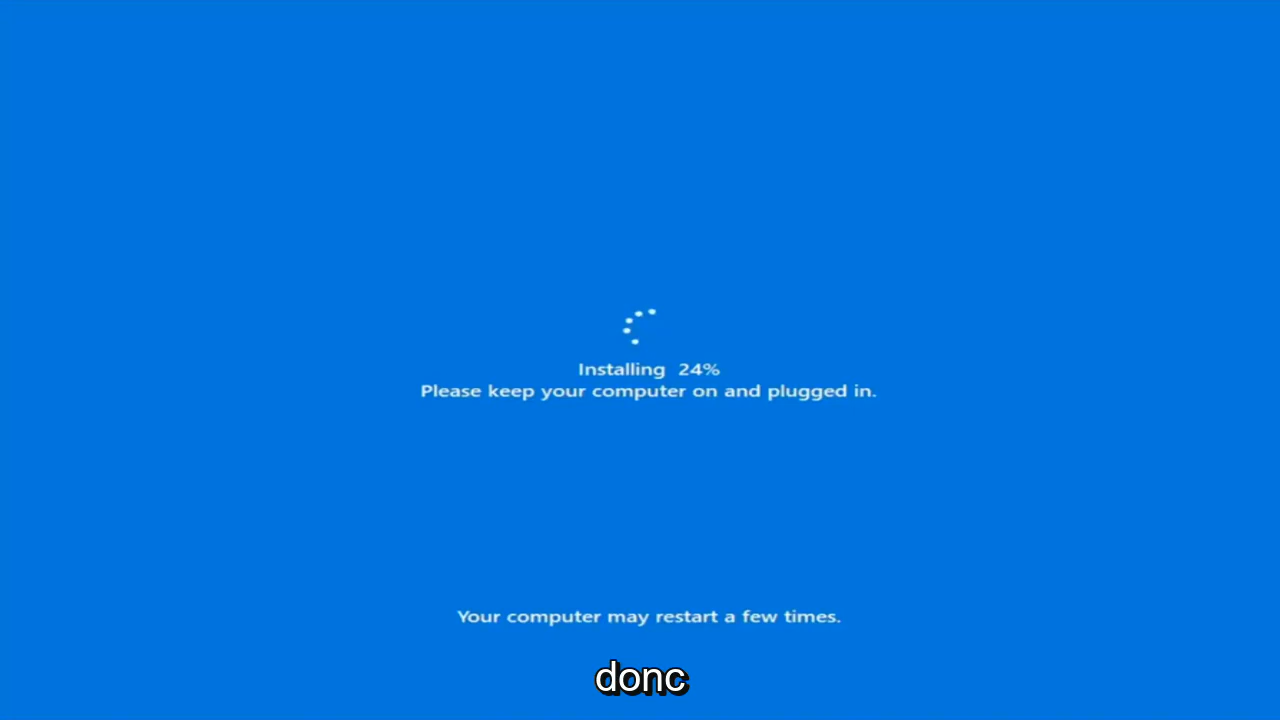 Installing 24%
Please keep your computer on and plugged in.
Your computer may restart a few times.
donc